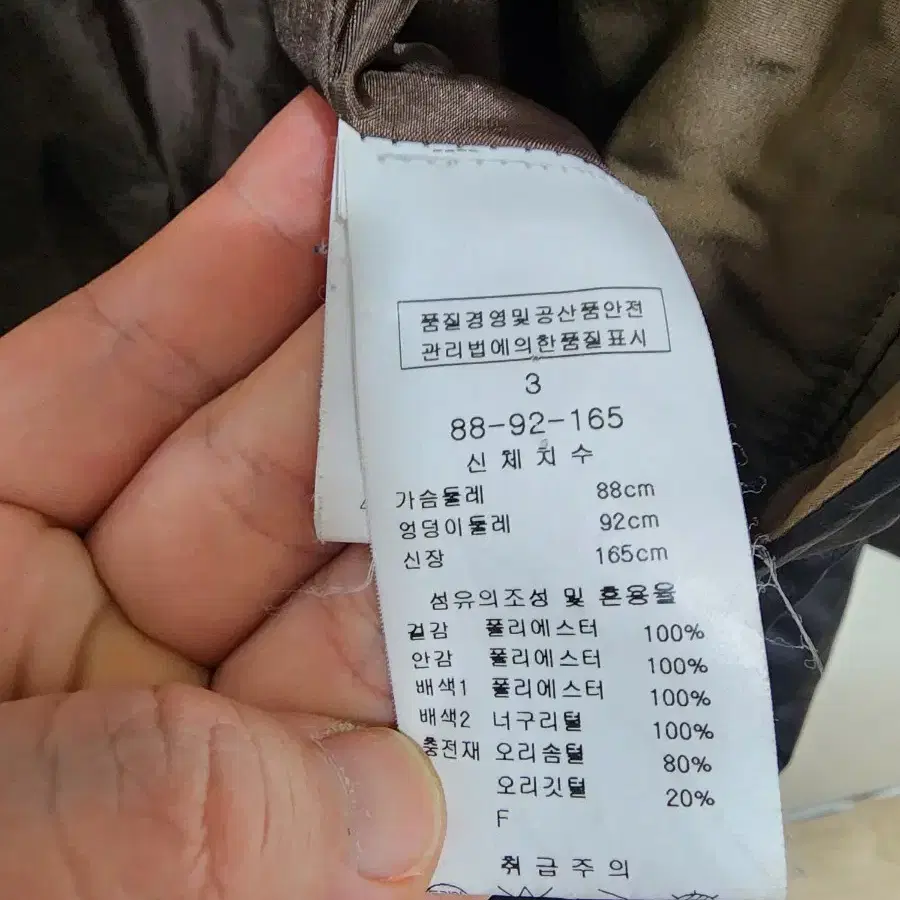 품질경영및공산품안전
관리법에의한품질표시
3
88-92-165
신체치수
가슴둘레 88cm
엉덩이둘레 92cm
신장 165cm
섬유의조성 및 혼용율
겉감 폴리에스터 100%
안감 폴리에스터 100%
배색1 폴리에스터 100%
배색2 너구리털 100%
충전재 오리솜털 80%
오리깃털 20%
F
취급주의